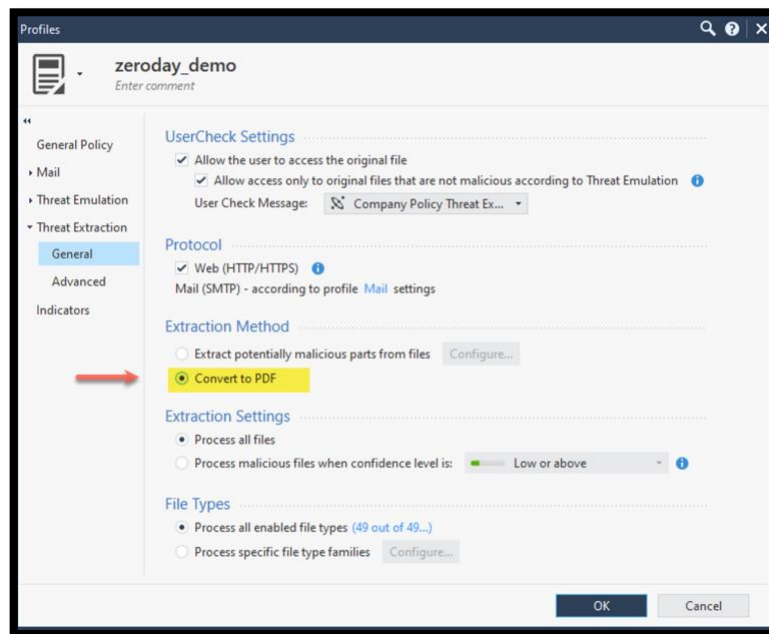 Profiles
zeroday_demo
Enter comment
General Policy
Mail
Threat Emulation
Threat Extraction
General
Advanced
Indicators
UserCheck Settings
Allow the user to access the original file
Allow access only to original files that are not malicious according to Threat Emulation
User Check Message: Company Policy Threat Ex...
Protocol
Web (HTTP/HTTPS)
Mail (SMTP) - according to profile Mail settings
Extraction Method
Extract potentially malicious parts from files Configure...
Convert to PDF
Extraction Settings
Process all files
Process malicious files when confidence level is: Low or above
File Types
Process all enabled file types (49 out of 49...)
Process specific file type families Configure...
OK Cancel